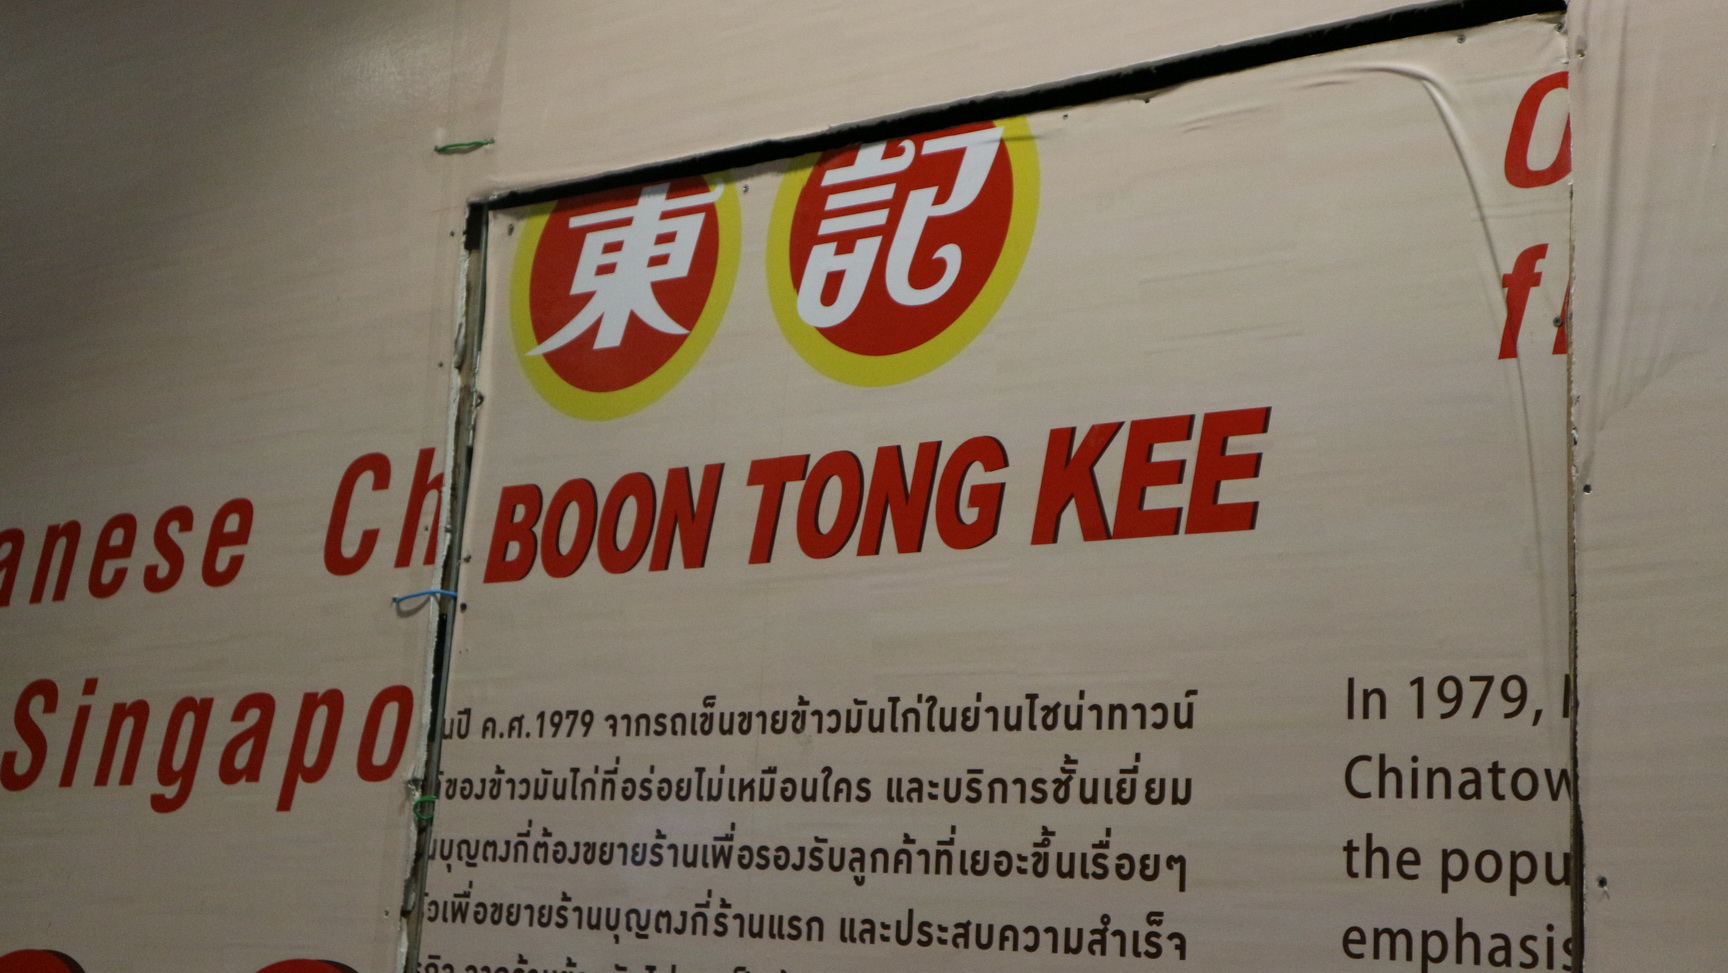 東 記
BOON TONG KEE
Singapo
ค.ศ.1979 จากรถเข็นขายข้าวมันไก่ในย่านไชน่าทาวน์
ของข้าวมันไก่ที่อร่อยไม่เหมือนใคร และบริการชั้นเยี่ยม
บุญตงกี่ต้องขยายร้านเพื่อรองรับลูกค้าที่เยอะขึ้นเรื่อยๆ
เพื่อขยายร้านบุญตงกี่ร้านแรก และประสบความสำเร็จ
In 1979,
Chinatow
the popu
emphasis
anese Ch